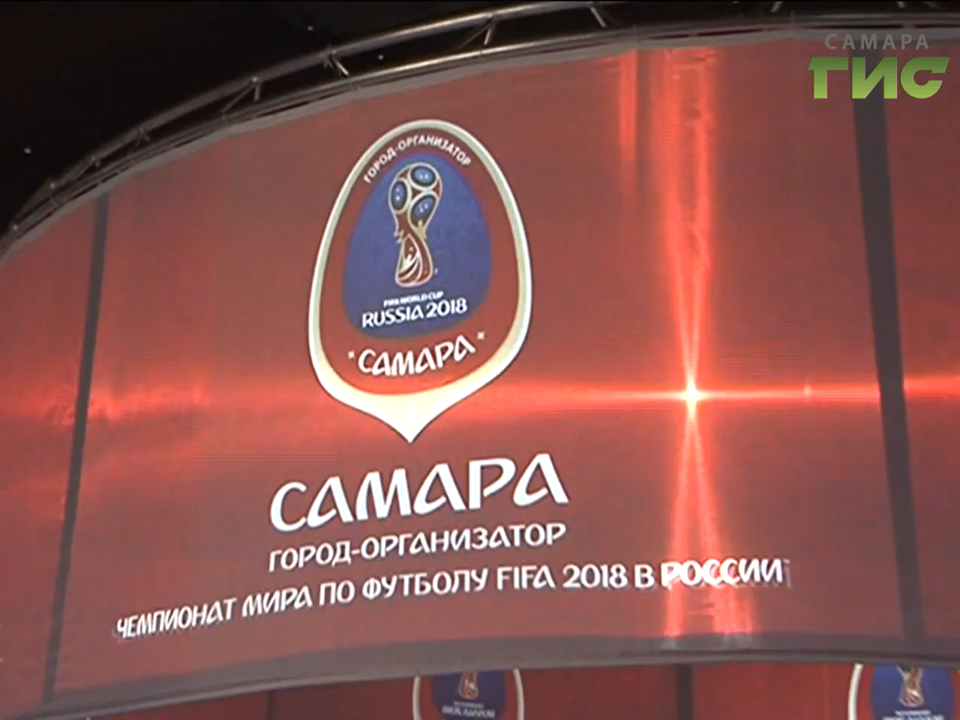 САМАРА
ГИС
ГОРОД-ОРГАНИЗАТОР
FIFA WORLD CUP
RUSSIA 2018
САМАРА
САМАРА
ГОРОД-ОРГАНИЗАТОР
ЧЕМПИОНАТ МИРА ПО ФУТБОЛУ FIFA 2018 В РОССИИ